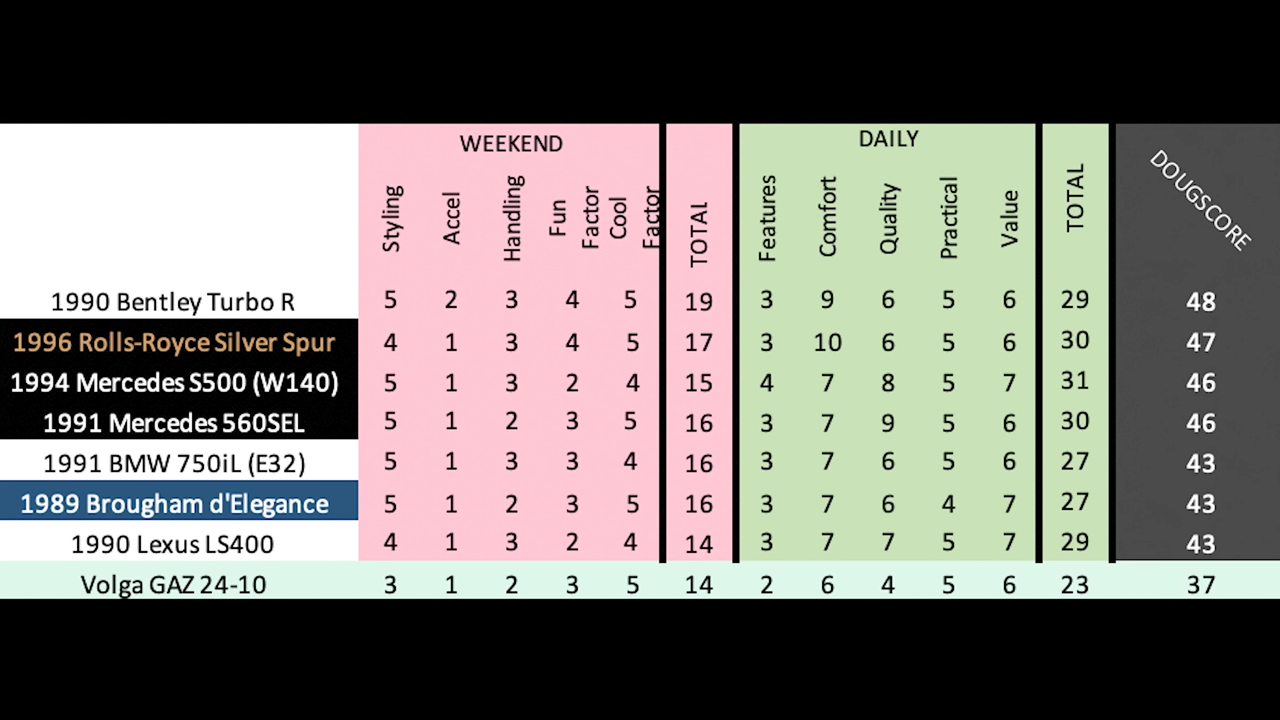 WEEKEND DAILY
Styling Accel Handling Fun Factor Cool Factor TOTAL Features Comfort Quality Practical Value TOTAL DOUGSCORE
1990 Bentley Turbo R 5 2 3 4 5 19 3 9 6 5 6 29 48
1996 Rolls-Royce Silver Spur 4 1 3 4 5 17 3 10 6 5 6 30 47
1994 Mercedes S500 (W140) 5 1 3 2 4 15 4 7 8 5 7 31 46
1991 Mercedes 560SEL 5 1 2 3 5 16 3 7 9 5 6 30 46
1991 BMW 750iL (E32) 5 1 3 3 4 16 3 7 6 5 6 27 43
1989 Brougham d'Elegance 5 1 2 3 5 16 3 7 6 4 7 27 43
1990 Lexus LS400 4 1 3 2 4 14 3 7 7 5 7 29 43
Volga GAZ 24-10 3 1 2 3 5 14 2 6 4 5 6 23 37